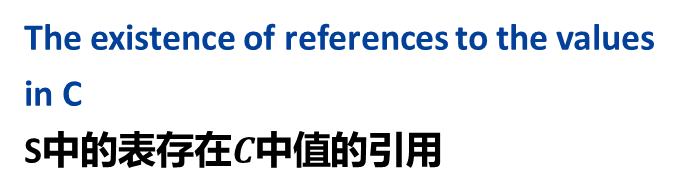 The existence of references to the values
in C
S中的表存在C中值的引用